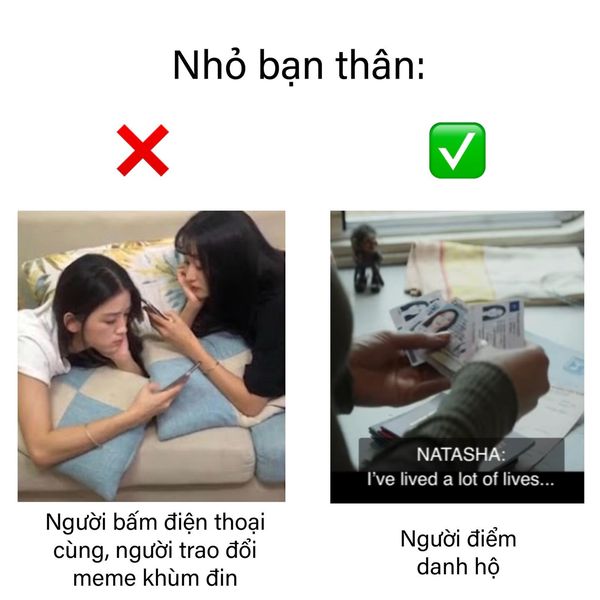 Nhỏ bạn thân:
Người bấm điện thoại
cùng, người trao đổi
meme khùm đin
NATASHA:
I've lived a lot of lives...
Người điểm
danh hộ